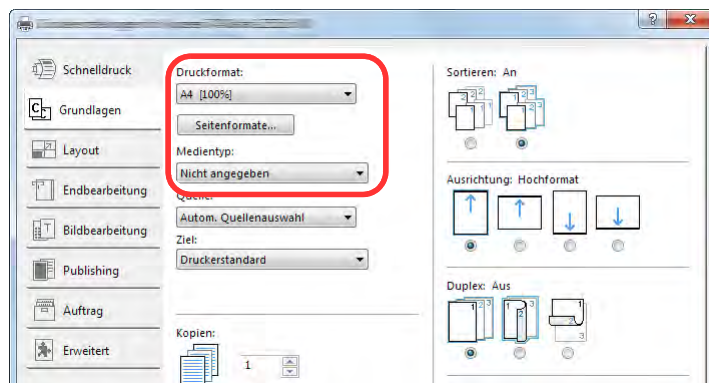 Schnelldruck
Grundlagen
Layout
Endbearbeitung
Bildbearbeitung
Publishing
Auftrag
Erweitert
Druckformat:
A4 [100%]
Seitenformate...
Medientyp:
Nicht angegeben
Quelle:
Autom. Quellenauswahl
Ziel:
Druckerstandard
Kopien:
1
Sortieren: An
Ausrichtung: Hochformat
Duplex: Aus